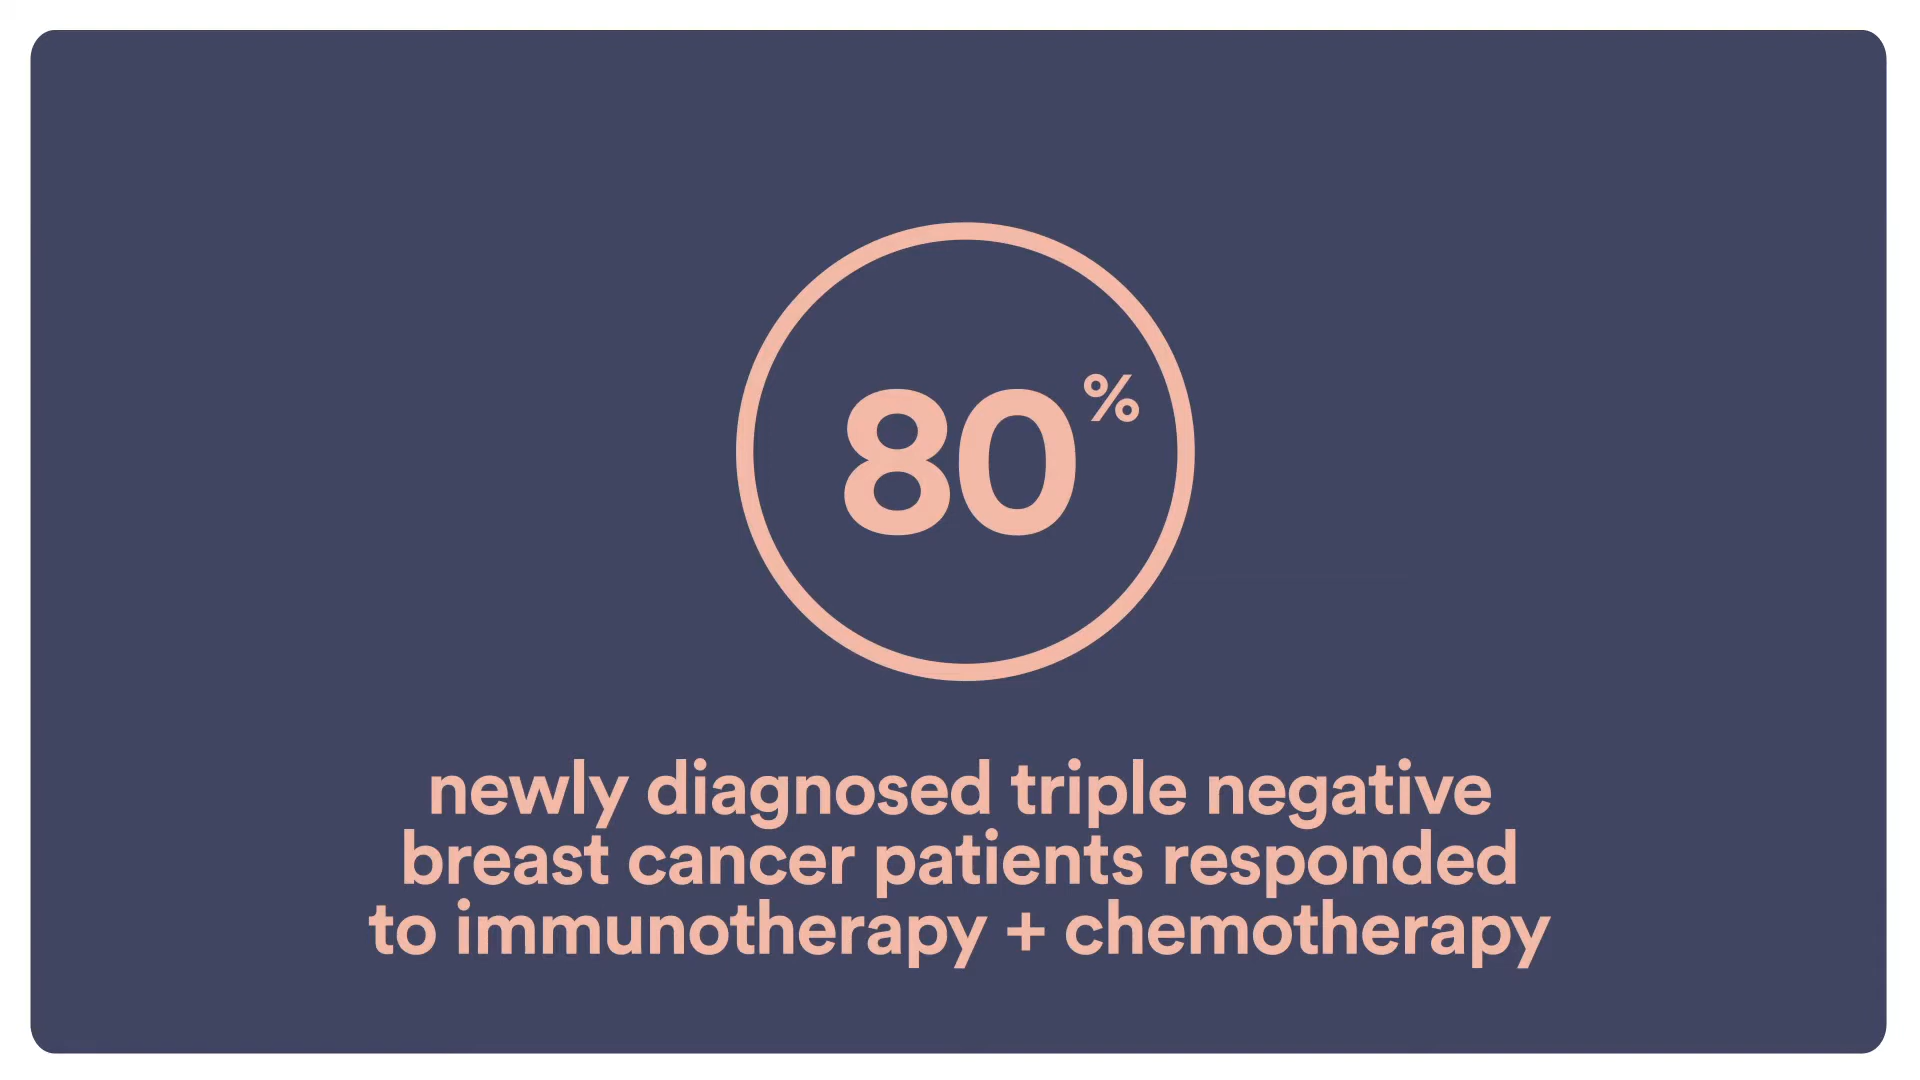 80%
newly diagnosed triple negative
breast cancer patients responded
to immunotherapy + chemotherapy